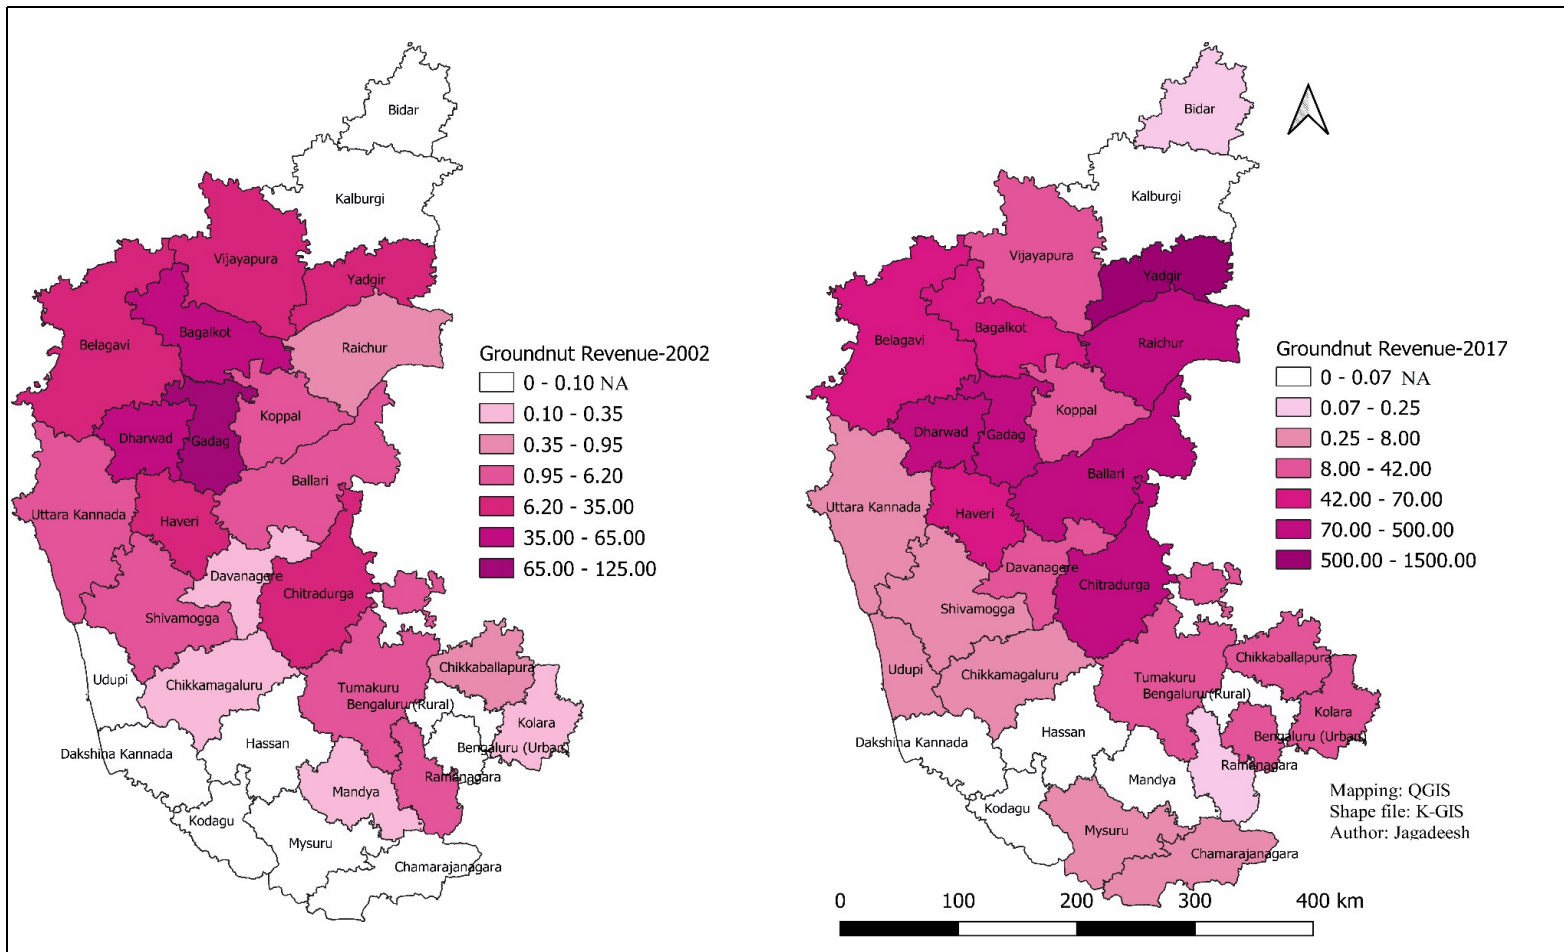 Bidar
Kalburgi
Vijayapura
Yadgir
Bagalkot
Belagavi
Raichur
Koppal
Dharwad
Gadag
Ballari
Uttara Kannada
Haveri
Davanagere
Chitradurga
Shivamogga
Chikkaballapura
Udupi
Chikkamagaluru
Tumakuru
Bengaluru (Rural)
Kolara
Hassan
Dakshina Kannada
Bengaluru (Urban)
Ramanagara
Mandya
Kodagu
Mysuru
Chamarajanagara
Groundnut Revenue-2002
0 - 0.10 NA
0.10 - 0.35
0.35 - 0.95
0.95 - 6.20
6.20 - 35.00
35.00 - 65.00
65.00 - 125.00
Bidar
Kalburgi
Vijayapura
Yadgir
Bagalkot
Belagavi
Raichur
Koppal
Dharwad
Gadag
Ballari
Uttara Kannada
Haveri
Davanagere
Chitradurga
Shivamogga
Chikkaballapura
Udupi
Chikkamagaluru
Tumakuru
Bengaluru (Rural)
Kolara
Hassan
Dakshina Kannada
Bengaluru (Urban)
Ramanagara
Mandya
Kodagu
Mysuru
Chamarajanagara
Groundnut Revenue-2017
0 - 0.07 NA
0.07 - 0.25
0.25 - 8.00
8.00 - 42.00
42.00 - 70.00
70.00 - 500.00
500.00 - 1500.00
Mapping: QGIS
Shape file: K-GIS
Author: Jagadeesh
0 100 200 300 400 km